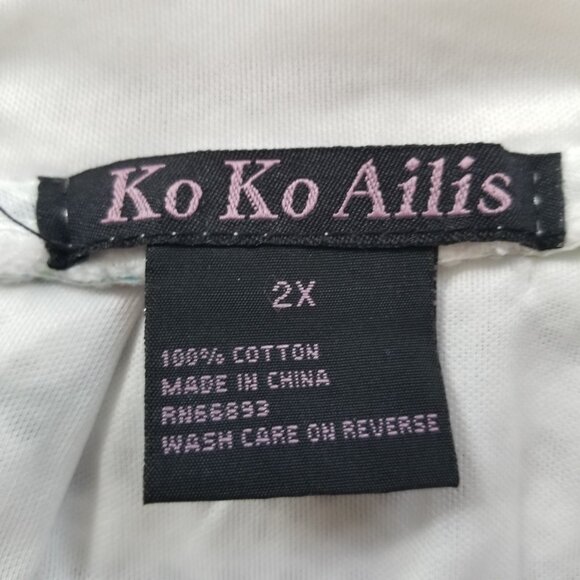 Ko Ko Ailis
2X
100% COTTON
MADE IN CHINA
RN66893
WASH CARE ON REVERSE